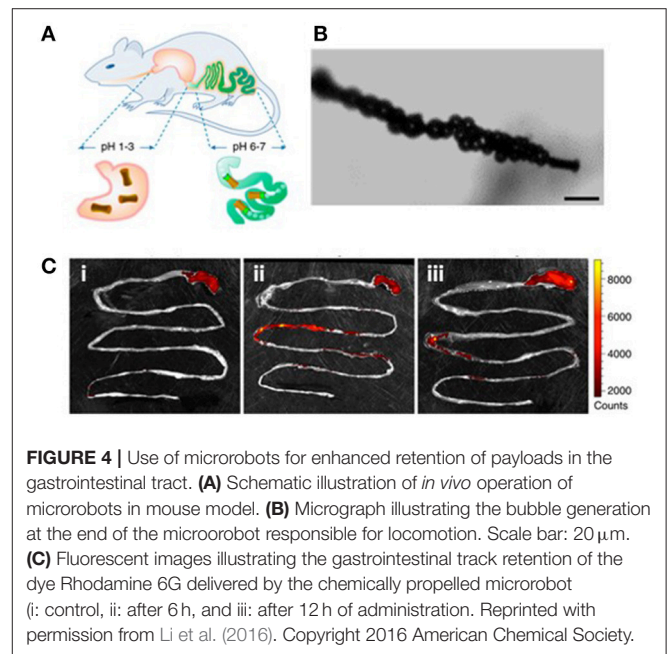 A
B
pH 1-3
pH 6-7
C
i
ii
iii
8000
6000
4000
2000
Counts
FIGURE 4 | Use of microrobots for enhanced retention of payloads in the
gastrointestinal tract. (A) Schematic illustration of in vivo operation of
microrobots in mouse model. (B) Micrograph illustrating the bubble generation
at the end of the microorobot responsible for locomotion. Scale bar: 20 μm.
(C) Fluorescent images illustrating the gastrointestinal track retention of the
dye Rhodamine 6G delivered by the chemically propelled microrobot
(i: control, ii: after 6 h, and iii: after 12 h of administration. Reprinted with
permission from Li et al. (2016). Copyright 2016 American Chemical Society.